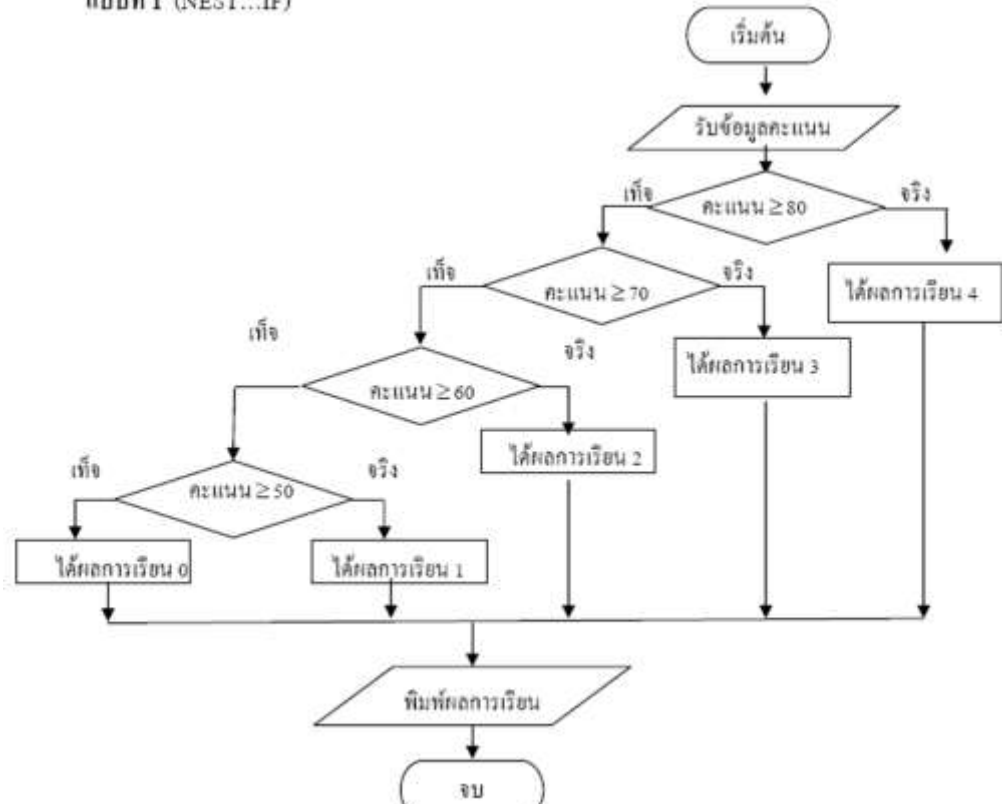 แบบที่ 1 (NEST...IF)
เริ่มต้น
รับข้อมูลคะแนน
เท็จ
คะแนน ≥ 80
จริง
เท็จ
คะแนน ≥ 70
จริง
ได้ผลการเรียน 4
เท็จ
คะแนน ≥ 60
จริง
ได้ผลการเรียน 3
เท็จ
คะแนน ≥ 50
จริง
ได้ผลการเรียน 2
ได้ผลการเรียน 0
ได้ผลการเรียน 1
พิมพ์ผลการเรียน
จบ